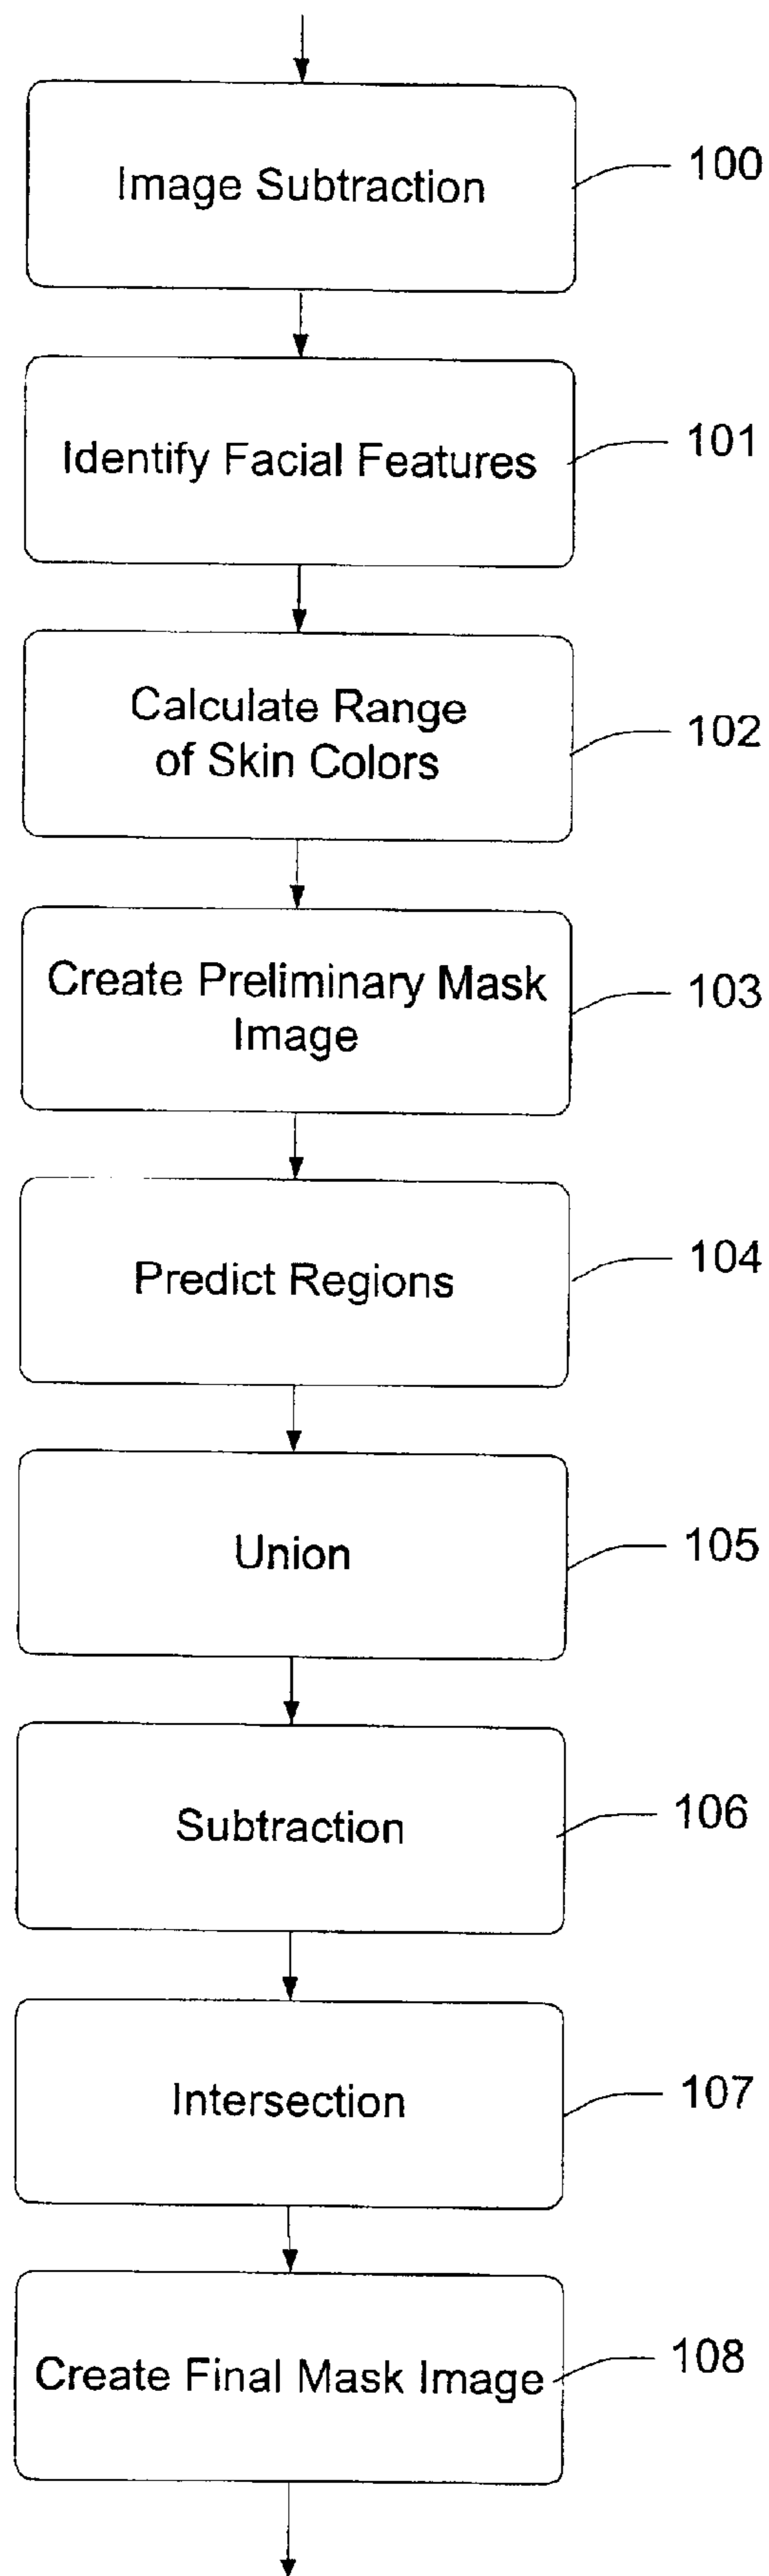 Image Subtraction
100
Identify Facial Features
101
Calculate Range
of Skin Colors
102
Create Preliminary Mask
Image
103
Predict Regions
104
Union
105
Subtraction
106
Intersection
107
Create Final Mask Image
108